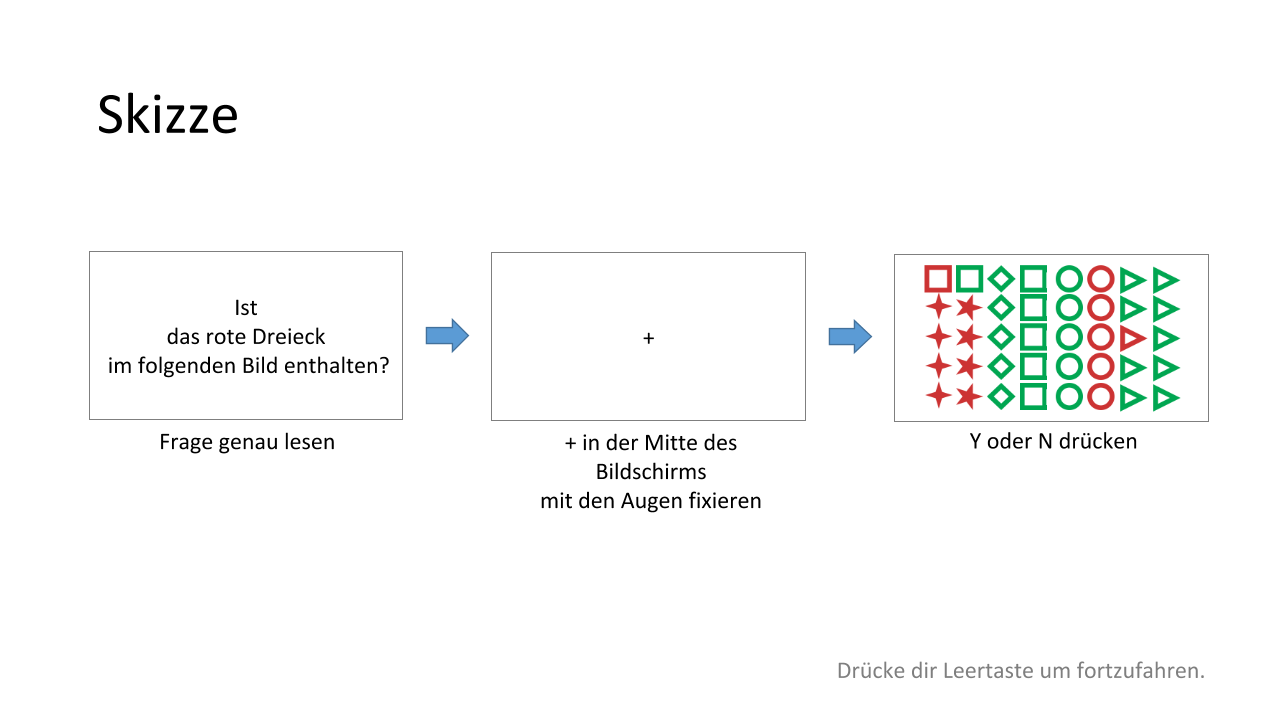 Skizze
Ist
das rote Dreieck
im folgenden Bild enthalten?
Frage genau lesen
+
+ in der Mitte des
Bildschirms
mit den Augen fixieren
Y oder N drücken
Drücke dir Leertaste um fortzufahren.